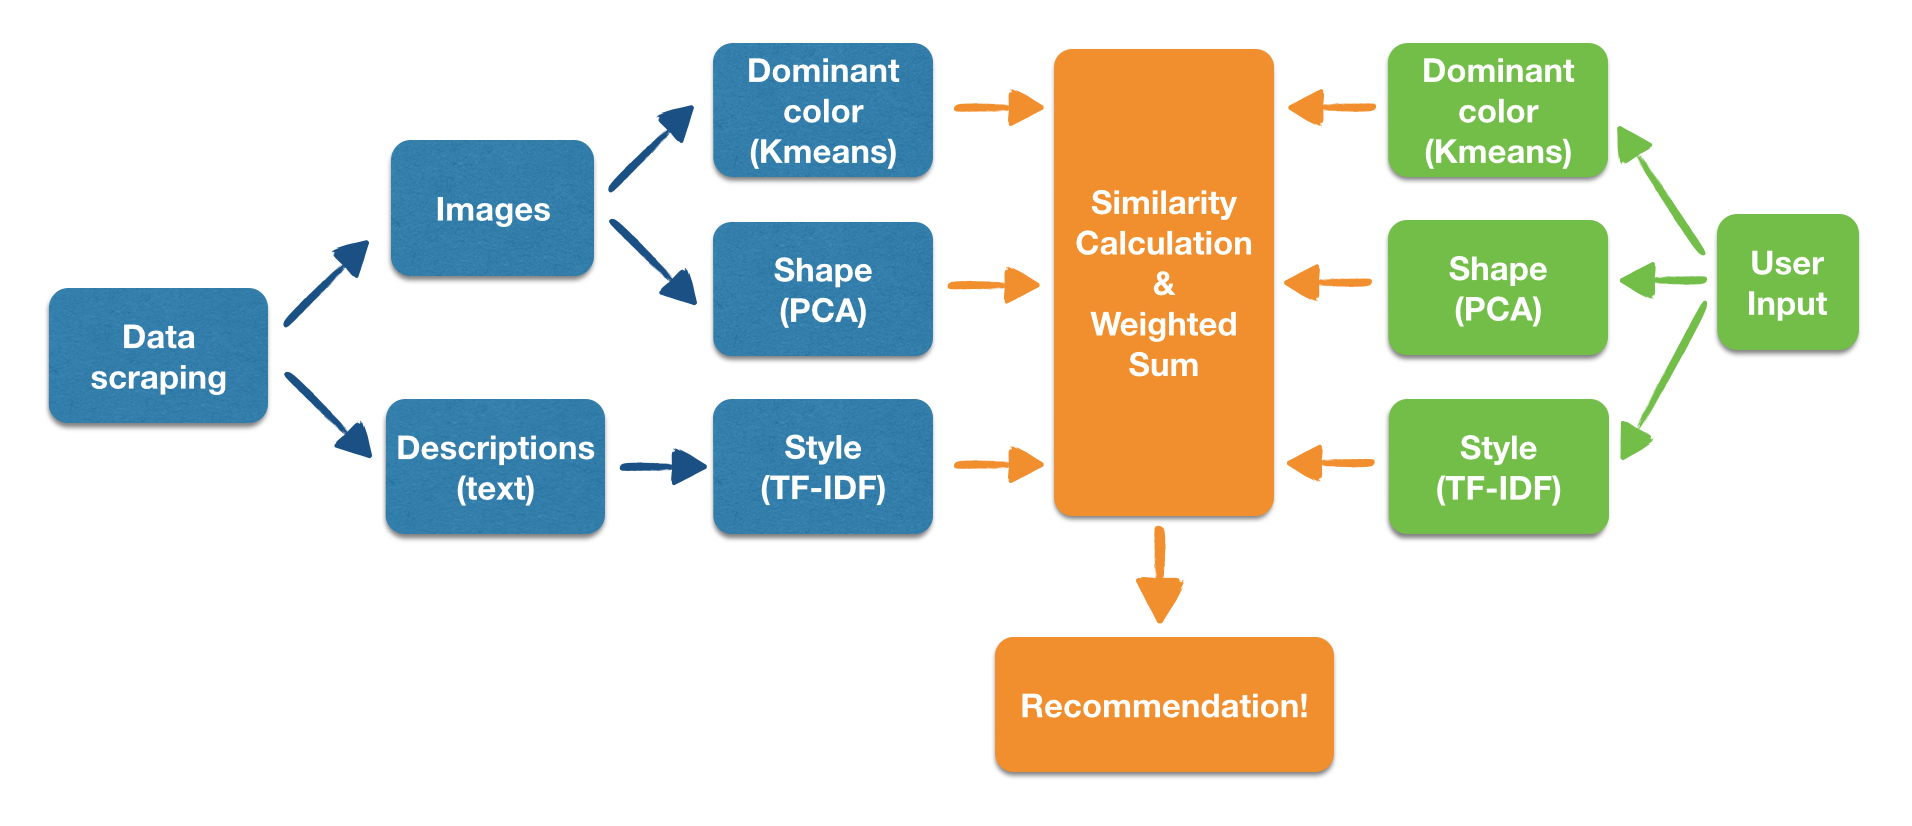 Data
scraping
Images
Descriptions
(text)
Dominant
color
(Kmeans)
Shape
(PCA)
Style
(TF-IDF)
Similarity
Calculation
&
Weighted
Sum
Recommendation!
Dominant
color
(Kmeans)
Shape
(PCA)
Style
(TF-IDF)
User
Input